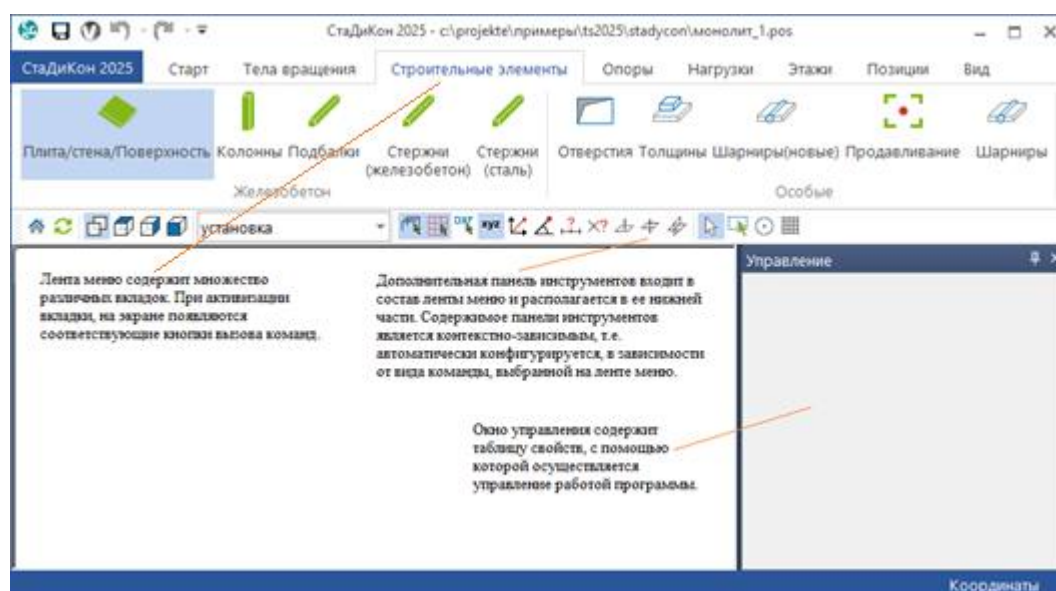 СтаДиКон 2025 - c:\projekte\примеры\ts2025\stadycon\монолит_1.pos
СтаДиКон 2025 Старт Тела вращения Строительные элементы Опоры Нагрузки Этажи Позиции Вид
Плита/стена/Поверхность Колонны Подбалки Стержни (железобетон) Стержни (сталь) Отверстия Толщины Шарниры(новые) Продавливание Шарниры
Железобетон Особые
установка
Управление
Лента меню содержит множество
различных вкладок. При активизации
вкладки, на экране появляются
соответствующие кнопки вызова команд.
Дополнительная панель инструментов входит в
состав ленты меню и располагается в ее нижней
части. Содержимое панели инструментов
является контекстно-зависимым, т.е.
автоматически конфигурируется, в зависимости
от вида команды, выбранной на ленте меню.
Окно управления содержит
таблицу свойств, с помощью
которой осуществляется
управление работой программы.
Координаты